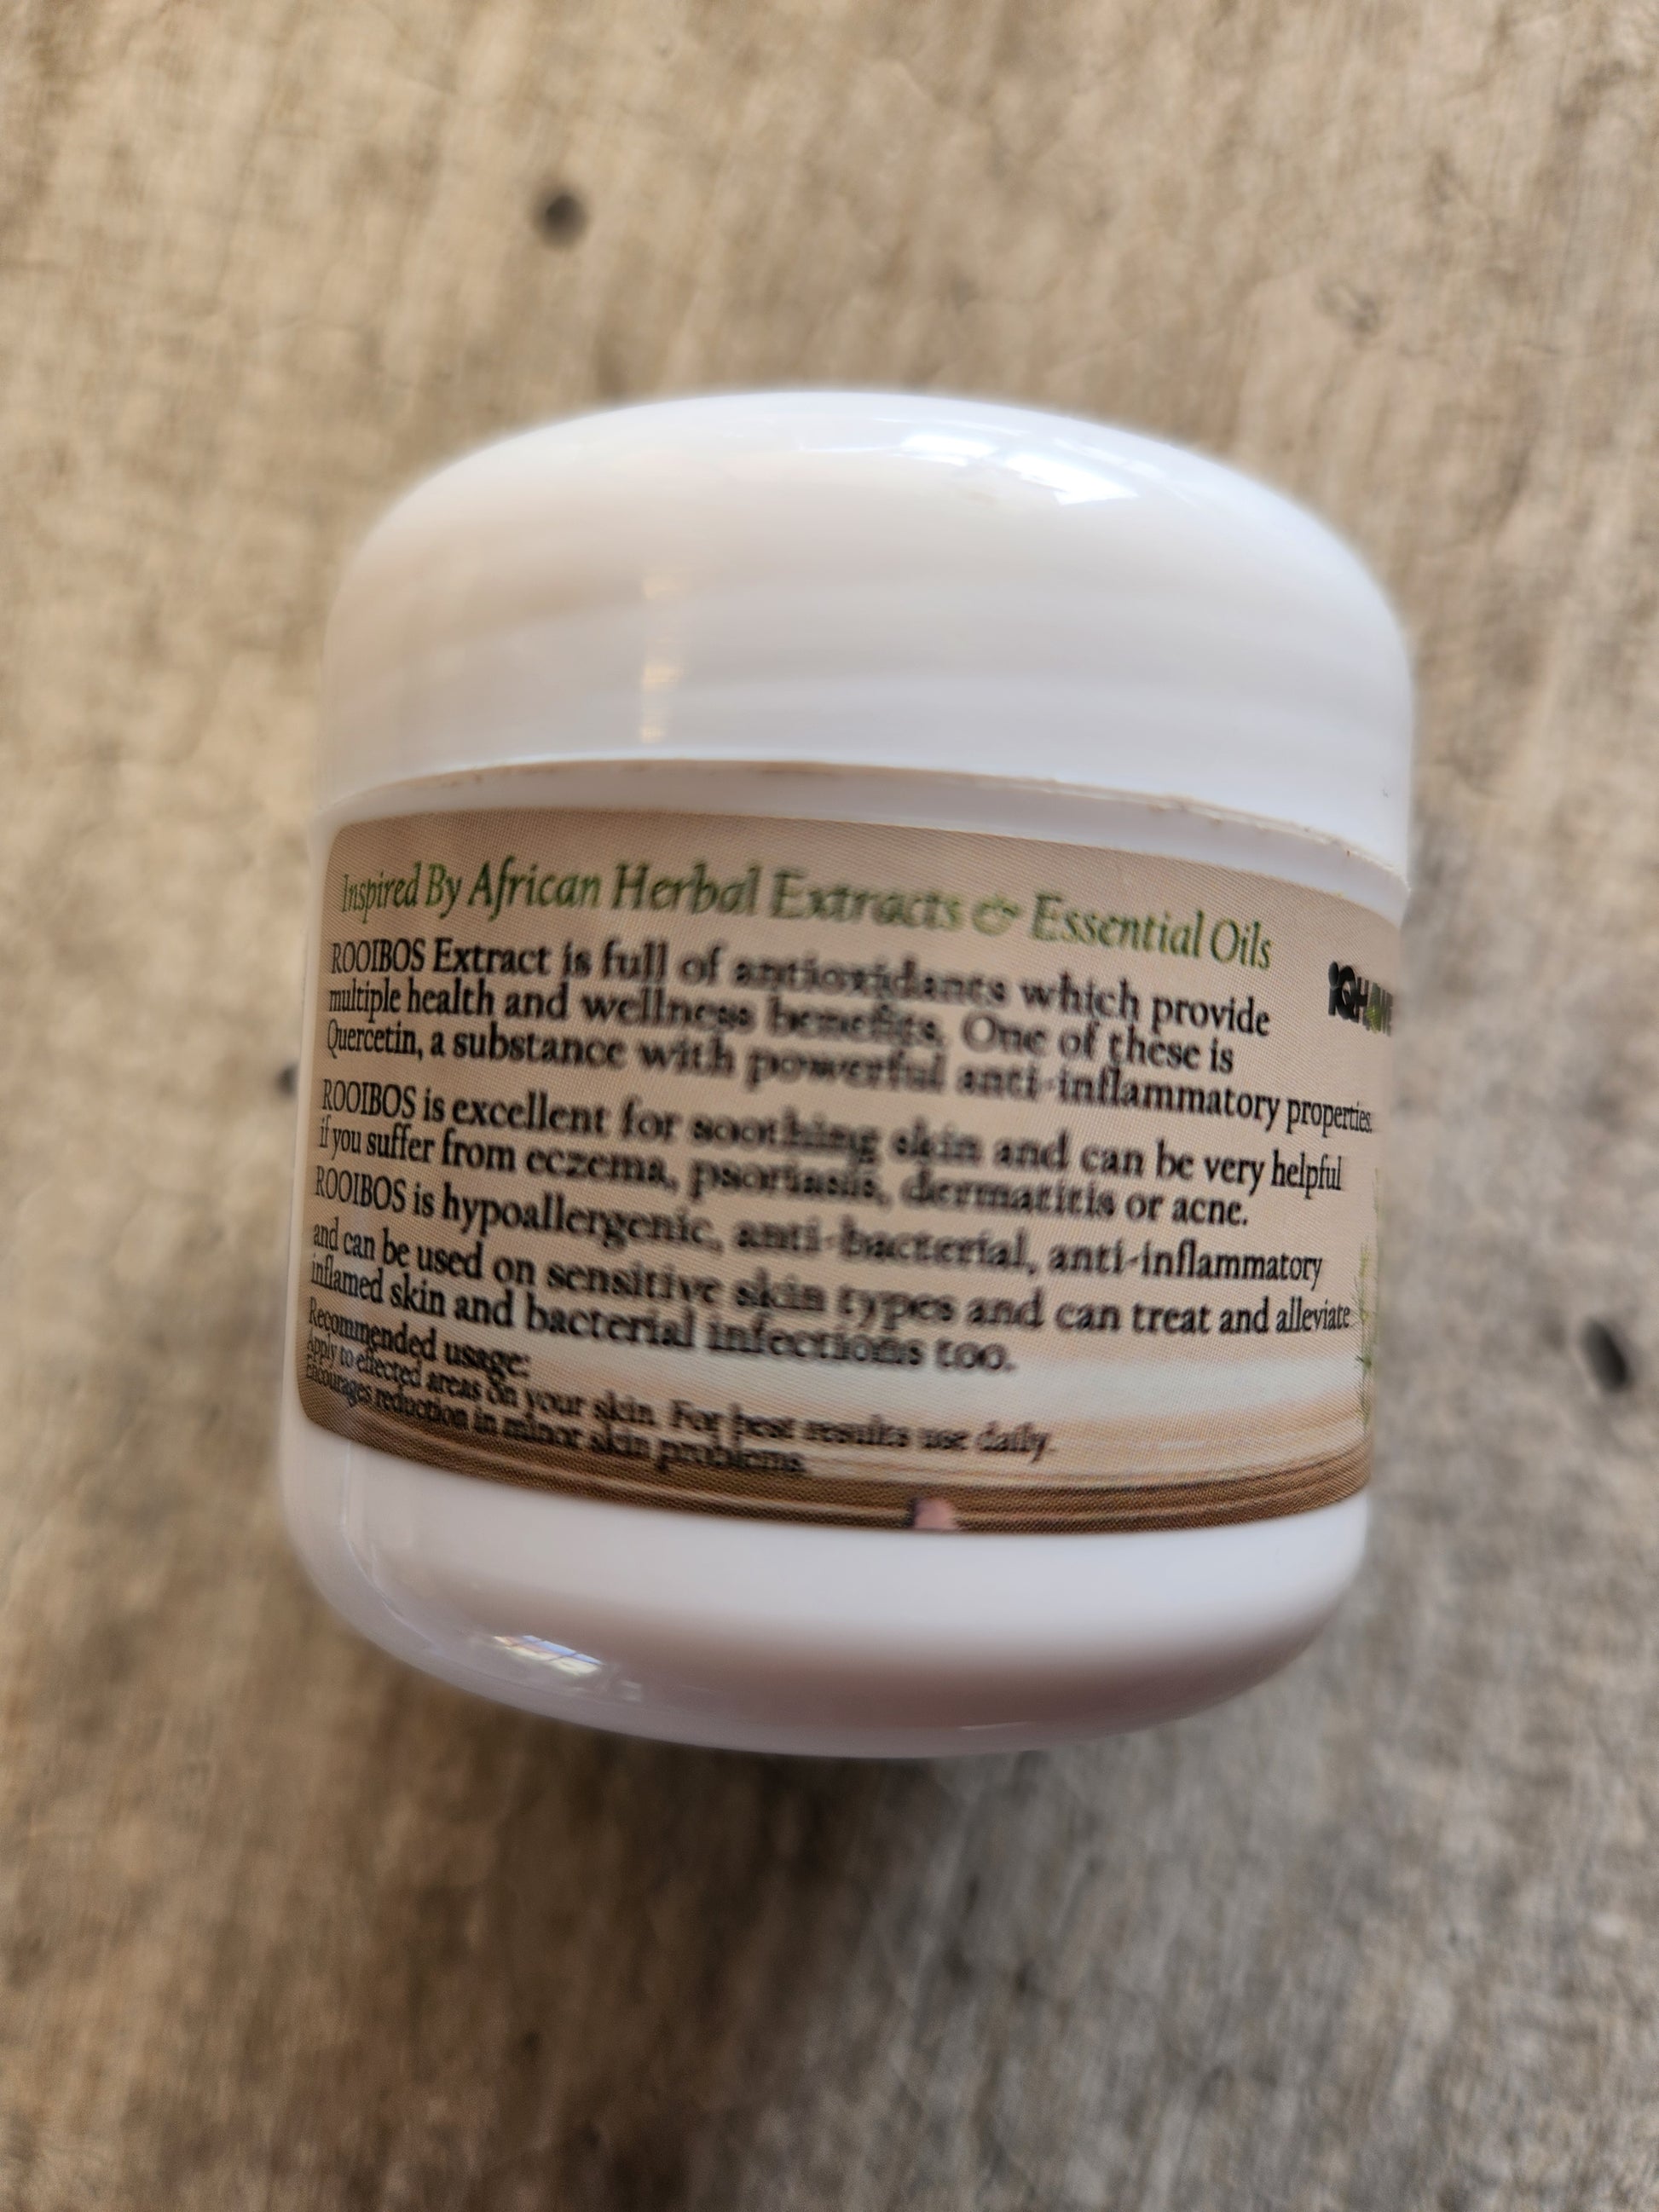 Inspired By African Herbal Extracts & Essential Oils
ROOIBOS Extract is full of antioxidants which provide
multiple health and wellness benefits. One of these is
Quercetin, a substance with powerful anti-inflammatory properties.
ROOIBOS is excellent for soothing skin and can be very helpful
if you suffer from eczema, psoriasis, dermatitis or acne.
ROOIBOS is hypoallergenic, anti-bacterial, anti-inflammatory
and can be used on sensitive skin types and can treat and alleviate
inflamed skin and bacterial infections too.
Recommended usage:
Apply to effected areas on your skin. For best results use daily.
Encourages reduction in minor skin problems.